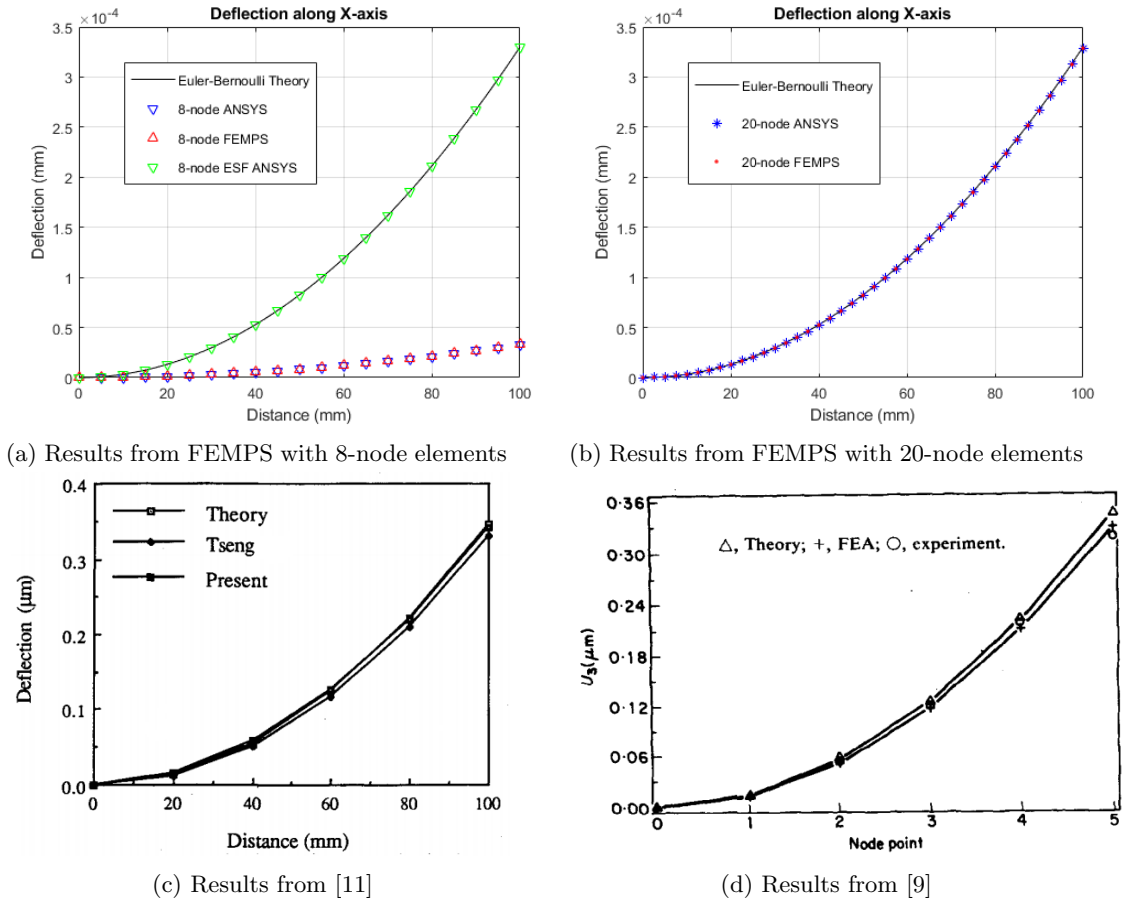 Deflection along X-axis
×10⁻⁴
3.5
3
2.5
2
1.5
1
0.5
0
Deflection (mm)
Euler-Bernoulli Theory
8-node ANSYS
8-node FEMPS
8-node ESF ANSYS
0 20 40 60 80 100
Distance (mm)
(a) Results from FEMPS with 8-node elements
Deflection along X-axis
×10⁻⁴
3.5
3
2.5
2
1.5
1
0.5
0
Deflection (mm)
Euler-Bernoulli Theory
20-node ANSYS
20-node FEMPS
0 20 40 60 80 100
Distance (mm)
(b) Results from FEMPS with 20-node elements
0.4
0.3
0.2
0.1
0.0
Deflection (μm)
Theory
Tseng
Present
0 20 40 60 80 100
Distance (mm)
(c) Results from [11]
0·36
0·30
0·24
0·18
0·12
0·06
0·00
U₃(μm)
△, Theory; +, FEA; ○, experiment.
0 1 2 3 4 5
Node point
(d) Results from [9]